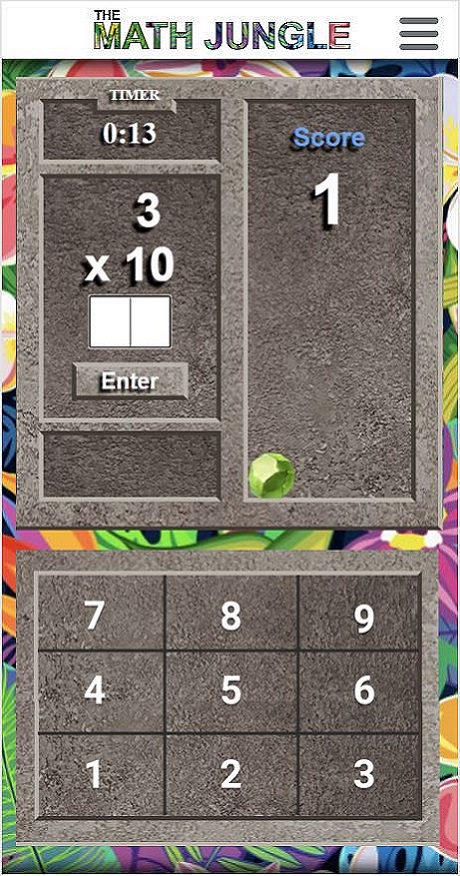 THE
MATH JUNGLE
TIMER
0:13
Score
1
3
x 10
Enter
7 8 9
4 5 6
1 2 3